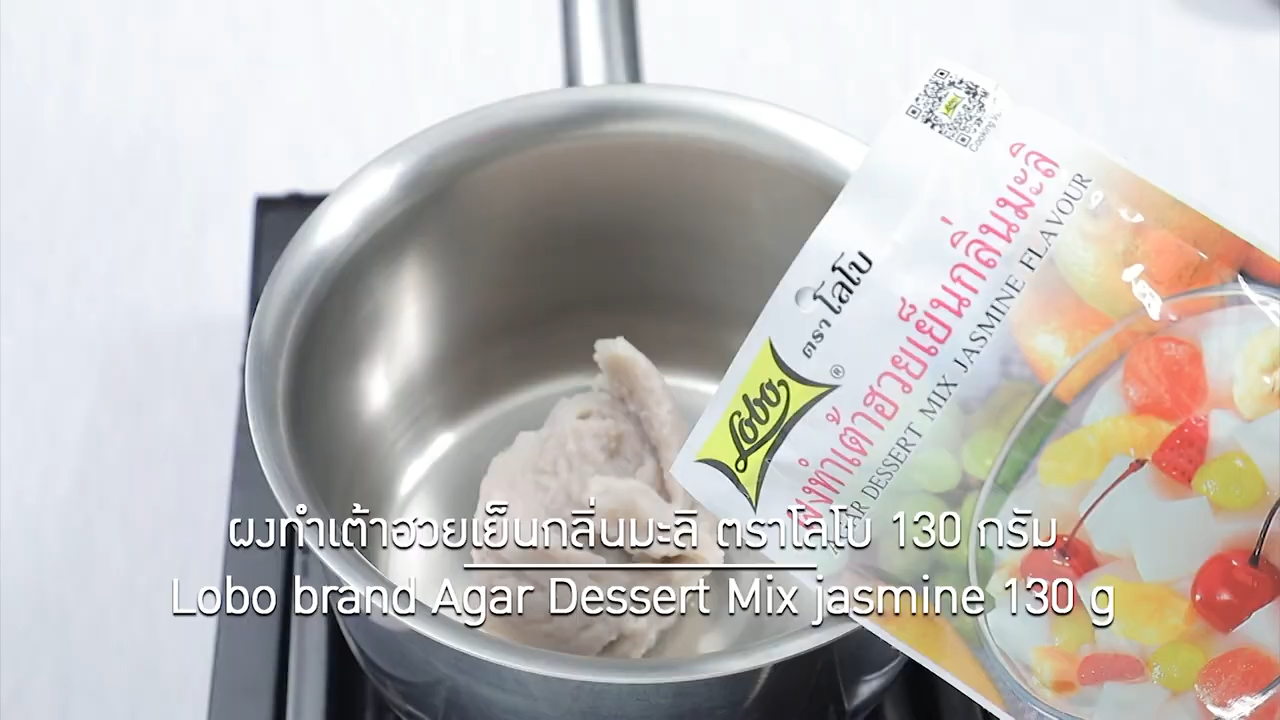 Cooking
ตรา โลโบ
Lobo
®
ผงทำเต้าฮวยเย็นกลิ่นมะลิ
AGAR DESSERT MIX JASMINE FLAVOUR
ผงทำเต้าฮวยเย็นกลิ่นมะลิ ตราโลโบ 130 กรัม
Lobo brand Agar Dessert Mix jasmine 130 g